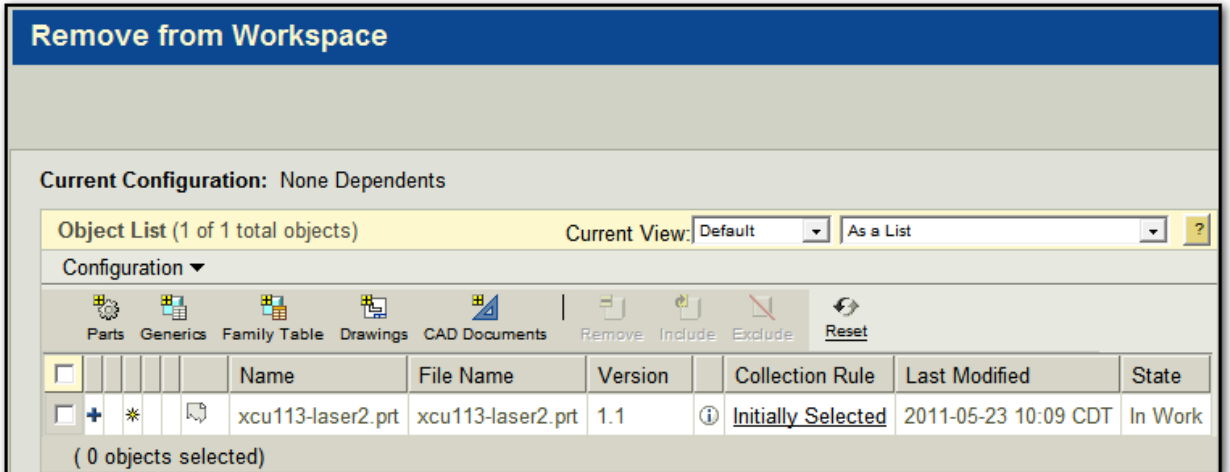 Remove from Workspace
Current Configuration: None Dependents
Object List (1 of 1 total objects) Current View: Default As a List ?
Configuration
Parts Generics Family Table Drawings CAD Documents Remove Include Exclude Reset
Name File Name Version Collection Rule Last Modified State
xcu113-laser2.prt xcu113-laser2.prt 1.1 Initially Selected 2011-05-23 10:09 CDT In Work
( 0 objects selected)